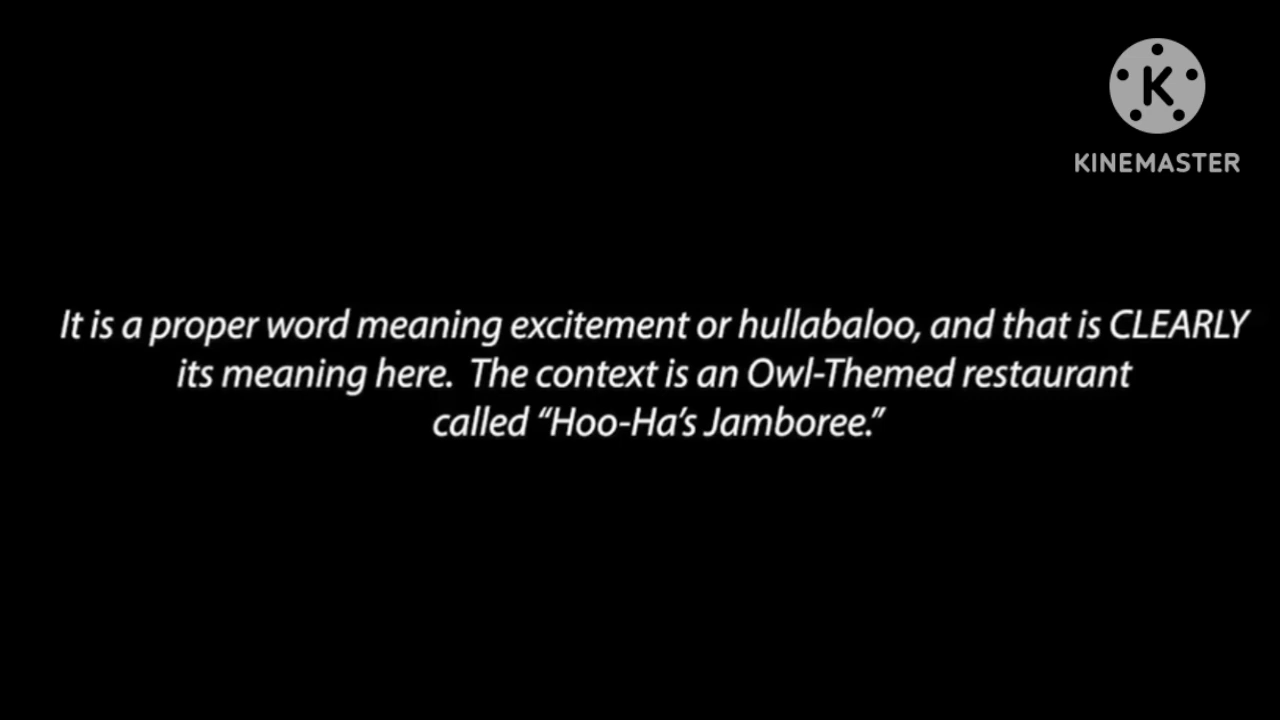 K
KINEMASTER
It is a proper word meaning excitement or hullabaloo, and that is CLEARLY
its meaning here.  The context is an Owl-Themed restaurant
called “Hoo-Ha’s Jamboree.”